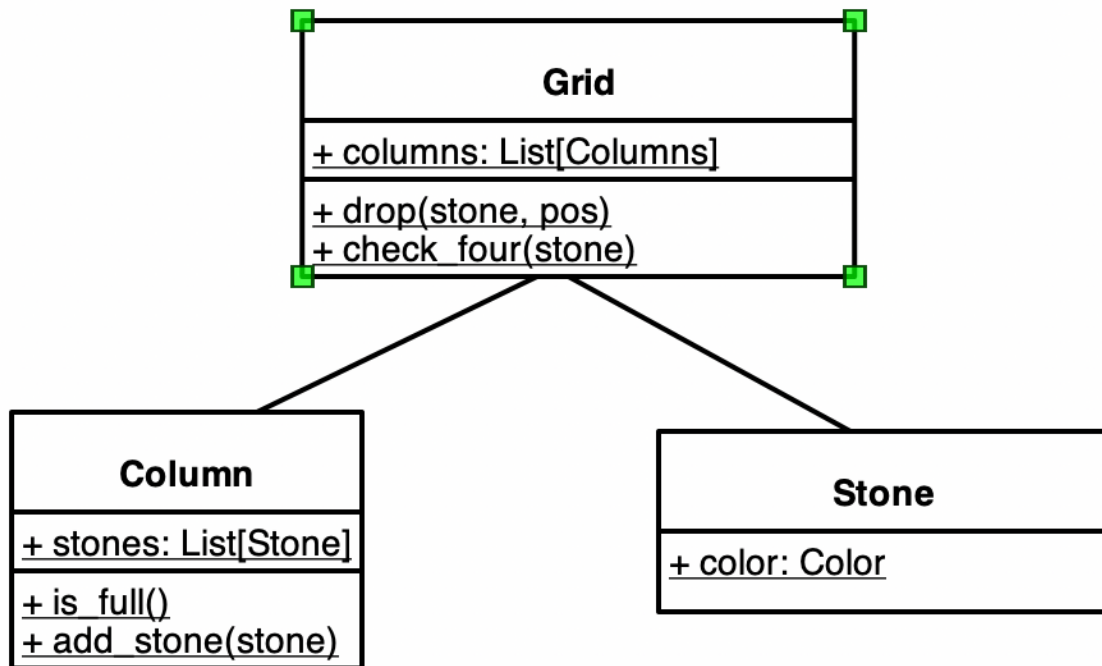 Grid
+ columns: List[Columns]
+ drop(stone, pos)
+ check_four(stone)
Column
+ stones: List[Stone]
+ is_full()
+ add_stone(stone)
Stone
+ color: Color